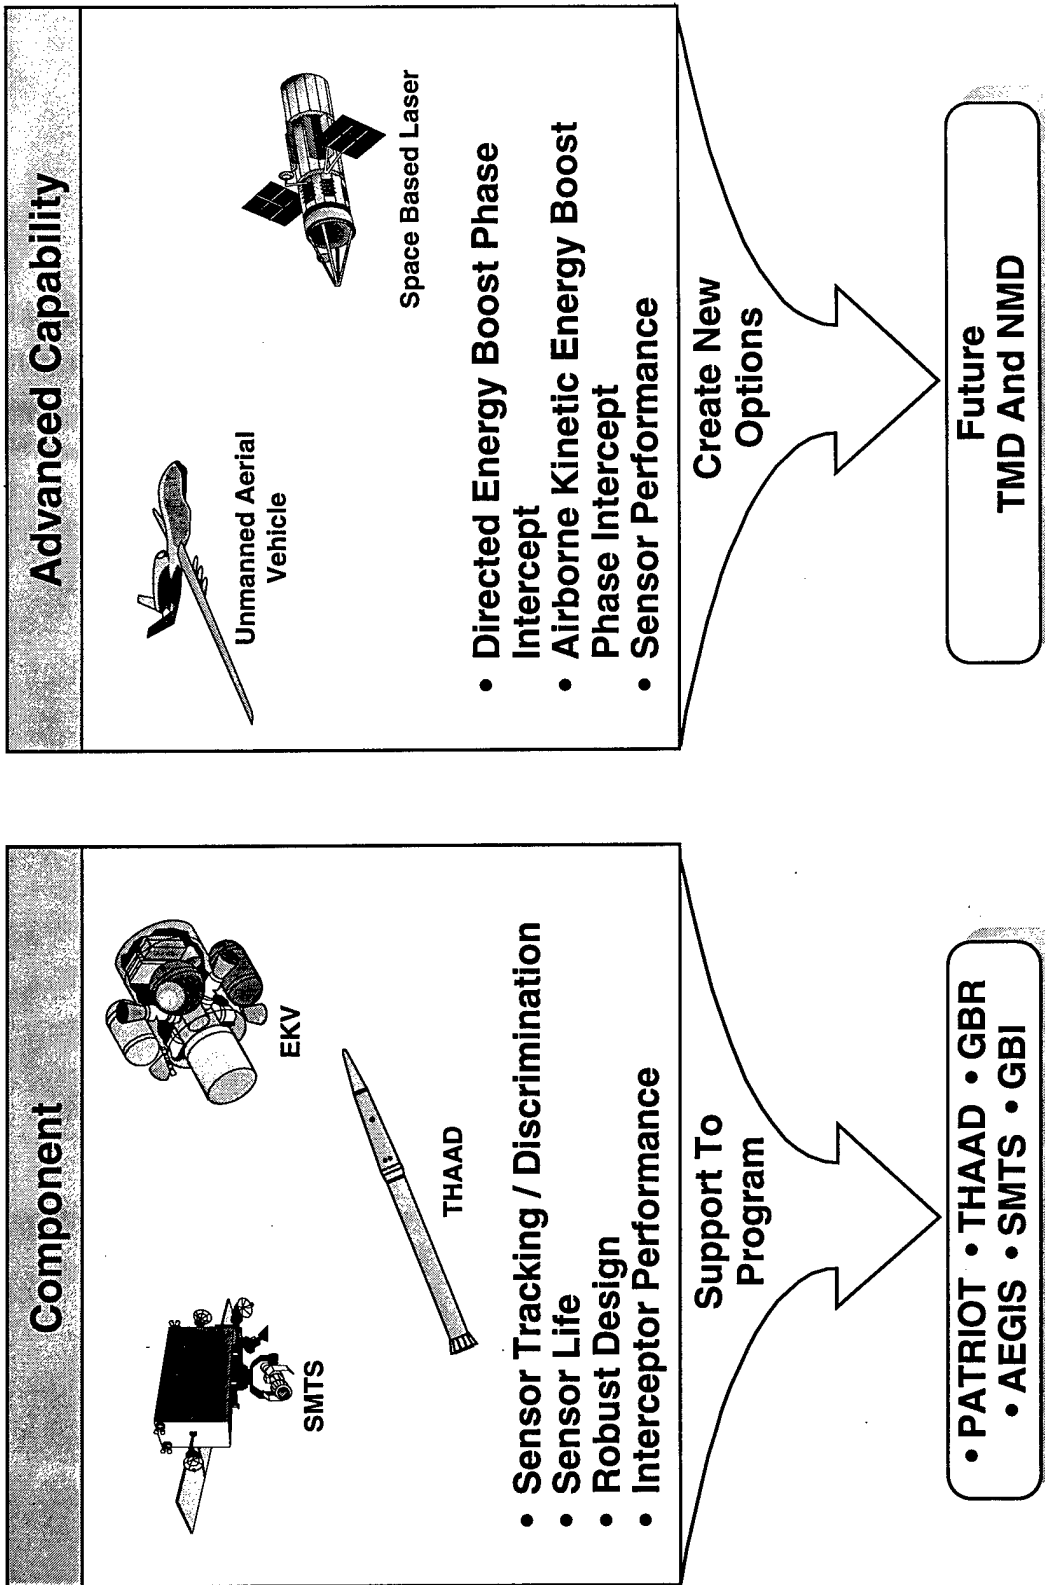 Component
SMTS
EKV
THAAD
• Sensor Tracking / Discrimination
• Sensor Life
• Robust Design
• Interceptor Performance
Support To
Program
• PATRIOT • THAAD • GBR
• AEGIS • SMTS • GBI
Advanced Capability
Unmanned Aerial
Vehicle
Space Based Laser
• Directed Energy Boost Phase
Intercept
• Airborne Kinetic Energy Boost
Phase Intercept
• Sensor Performance
Create New
Options
Future
TMD And NMD